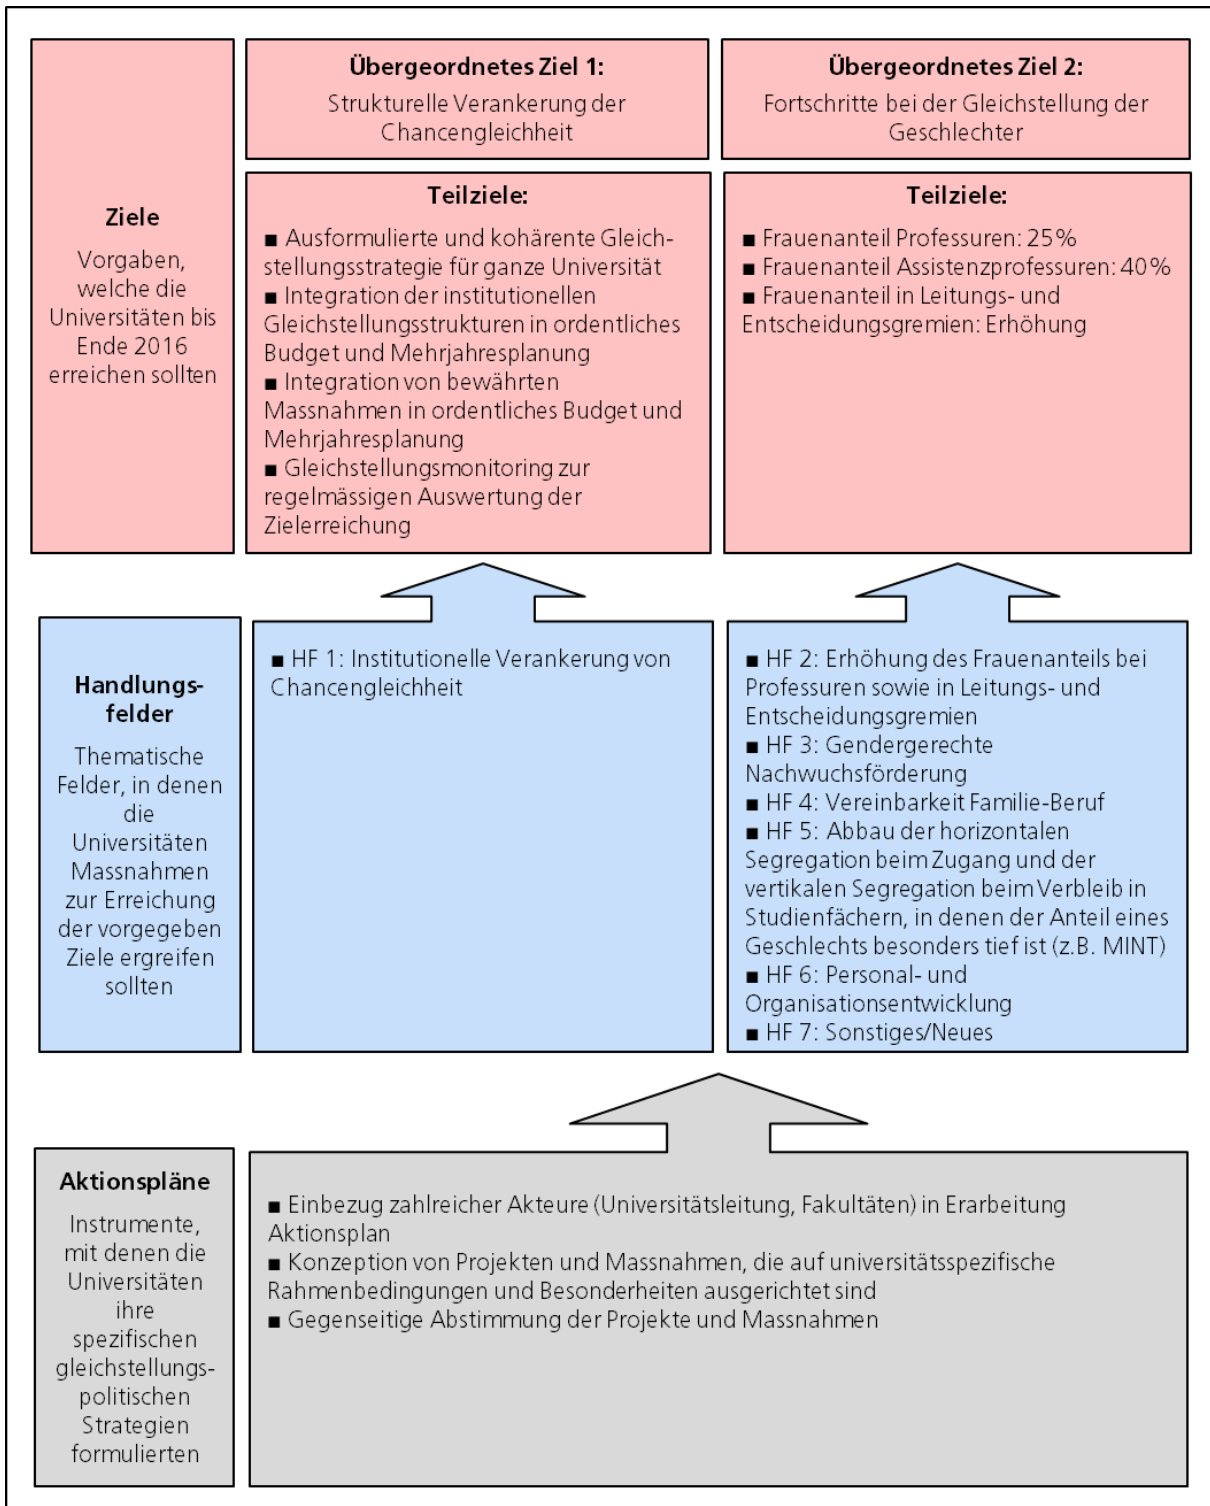 Ziele
Vorgaben,
welche die
Universitäten bis
Ende 2016
erreichen sollten
Übergeordnetes Ziel 1:
Strukturelle Verankerung der
Chancengleichheit
Übergeordnetes Ziel 2:
Fortschritte bei der Gleichstellung der
Geschlechter
Teilziele:
■ Ausformulierte und kohärente Gleich-
stellungsstrategie für ganze Universität
■ Integration der institutionellen
Gleichstellungsstrukturen in ordentliches
Budget und Mehrjahresplanung
■ Integration von bewährten
Massnahmen in ordentliches Budget und
Mehrjahresplanung
■ Gleichstellungsmonitoring zur
regelmässigen Auswertung der
Zielerreichung
Teilziele:
■ Frauenanteil Professuren: 25%
■ Frauenanteil Assistenzprofessuren: 40%
■ Frauenanteil in Leitungs- und
Entscheidungsgremien: Erhöhung
Handlungs-
felder
Thematische
Felder, in denen
die
Universitäten
Massnahmen
zur Erreichung
der vorgegeben
Ziele ergreifen
sollten
■ HF 1: Institutionelle Verankerung von
Chancengleichheit
■ HF 2: Erhöhung des Frauenanteils bei
Professuren sowie in Leitungs- und
Entscheidungsgremien
■ HF 3: Gendergerechte
Nachwuchsförderung
■ HF 4: Vereinbarkeit Familie-Beruf
■ HF 5: Abbau der horizontalen
Segregation beim Zugang und der
vertikalen Segregation beim Verbleib in
Studienfächern, in denen der Anteil eines
Geschlechts besonders tief ist (z.B. MINT)
■ HF 6: Personal- und
Organisationsentwicklung
■ HF 7: Sonstiges/Neues
Aktionspläne
Instrumente,
mit denen die
Universitäten
ihre
spezifischen
gleichstellungs-
politischen
Strategien
formulierten
■ Einbezug zahlreicher Akteure (Universitätsleitung, Fakultäten) in Erarbeitung
Aktionsplan
■ Konzeption von Projekten und Massnahmen, die auf universitätsspezifische
Rahmenbedingungen und Besonderheiten ausgerichtet sind
■ Gegenseitige Abstimmung der Projekte und Massnahmen